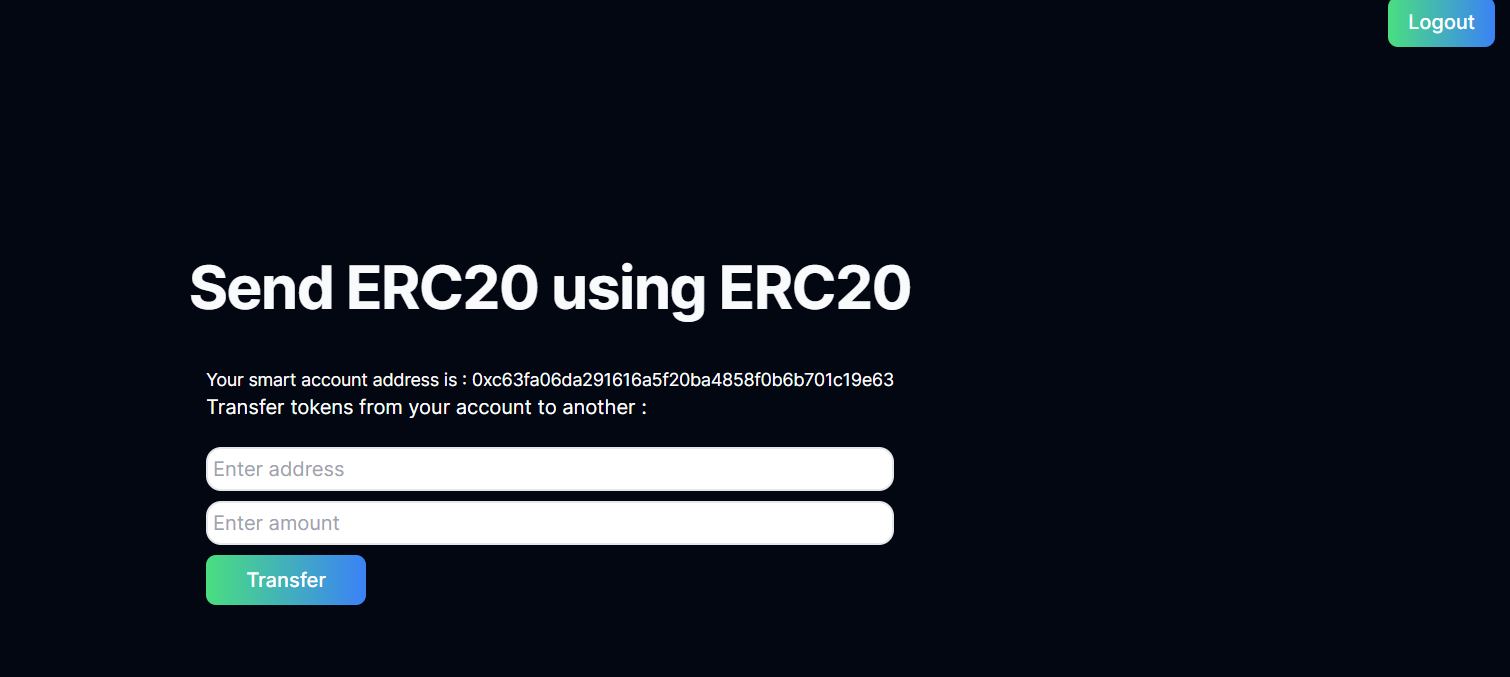 Logout
Send ERC20 using ERC20
Your smart account address is : 0xc63fa06da291616a5f20ba4858f0b6b701c19e63
Transfer tokens from your account to another :
Enter address
Enter amount
Transfer